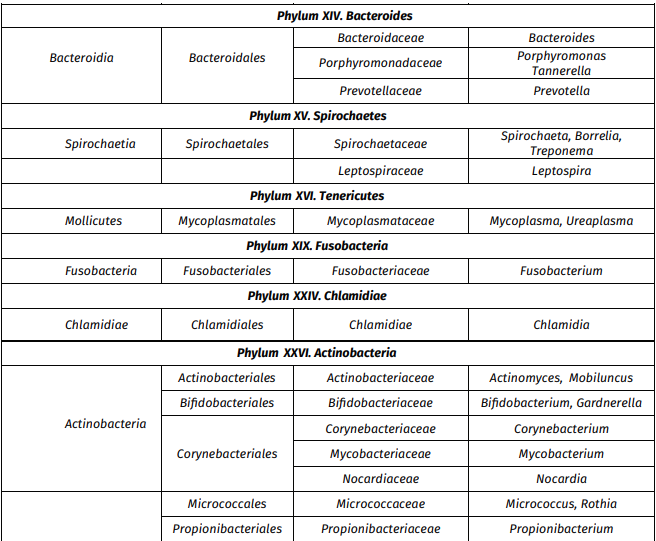 Phylum XIV. Bacteroides
Bacteroidia Bacteroidales Bacteroidaceae Bacteroides
Porphyromonadaceae Porphyromonas
Tannerella
Prevotellaceae Prevotella
Phylum XV. Spirochaetes
Spirochaetia Spirochaetales Spirochaetaceae Spirochaeta, Borrelia,
Treponema
Leptospiraceae Leptospira
Phylum XVI. Tenericutes
Mollicutes Mycoplasmatales Mycoplasmataceae Mycoplasma, Ureaplasma
Phylum XIX. Fusobacteria
Fusobacteria Fusobacteriales Fusobacteriaceae Fusobacterium
Phylum XXIV. Chlamidiae
Chlamidiae Chlamidiales Chlamidiae Chlamidia
Phylum XXVI. Actinobacteria
Actinobacteria Actinobacteriales Actinobacteriaceae Actinomyces, Mobiluncus
Bifidobacteriales Bifidobacteriaceae Bifidobacterium, Gardnerella
Corynebacteriales Corynebacteriaceae Corynebacterium
Mycobacteriaceae Mycobacterium
Nocardiaceae Nocardia
Micrococcales Micrococcaceae Micrococcus, Rothia
Propionibacteriales Propionibacteriaceae Propionibacterium